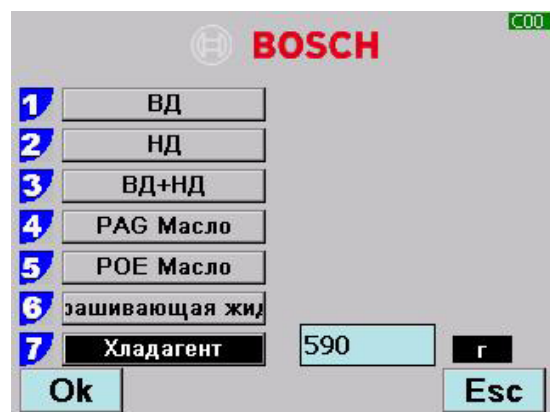 C00
BOSCH
1 ВД
2 НД
3 ВД+НД
4 PAG Масло
5 POE Масло
6 рашивающая жид
7 Хладагент 590 г
Ok Esc